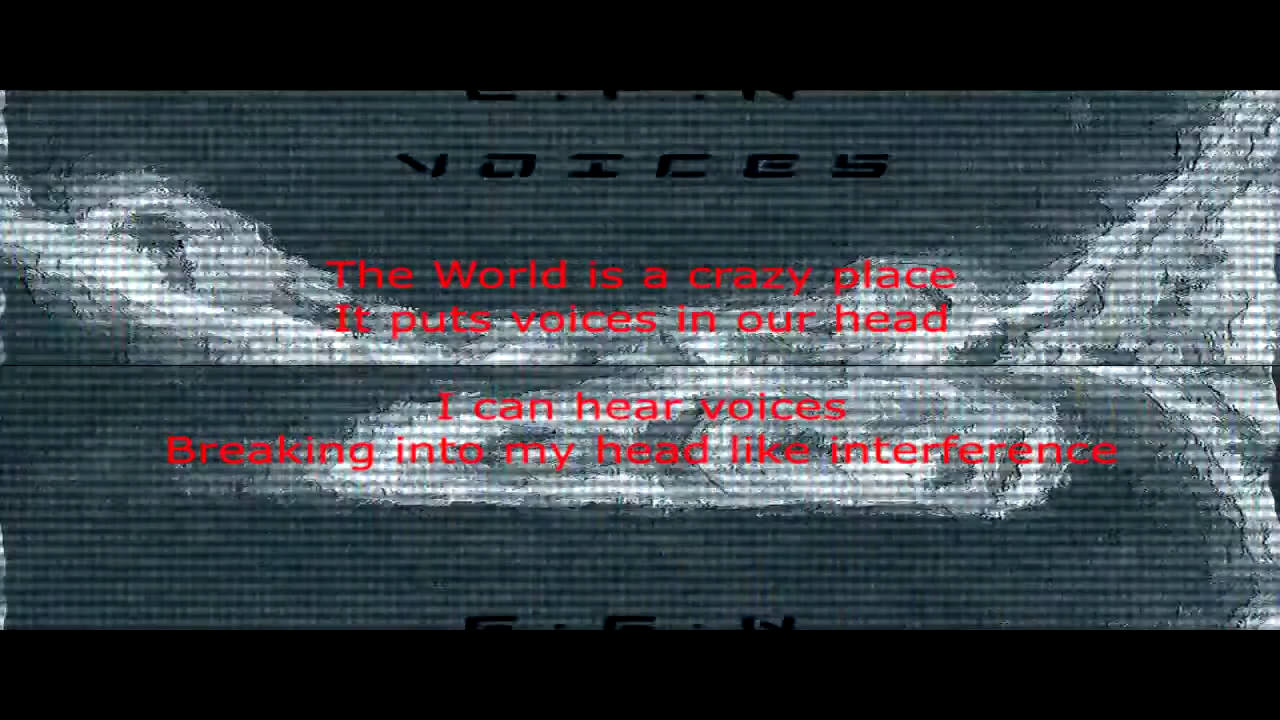 VOICES
The World is a crazy place
It puts voices in our head
I can hear voices
Breaking into my head like interference